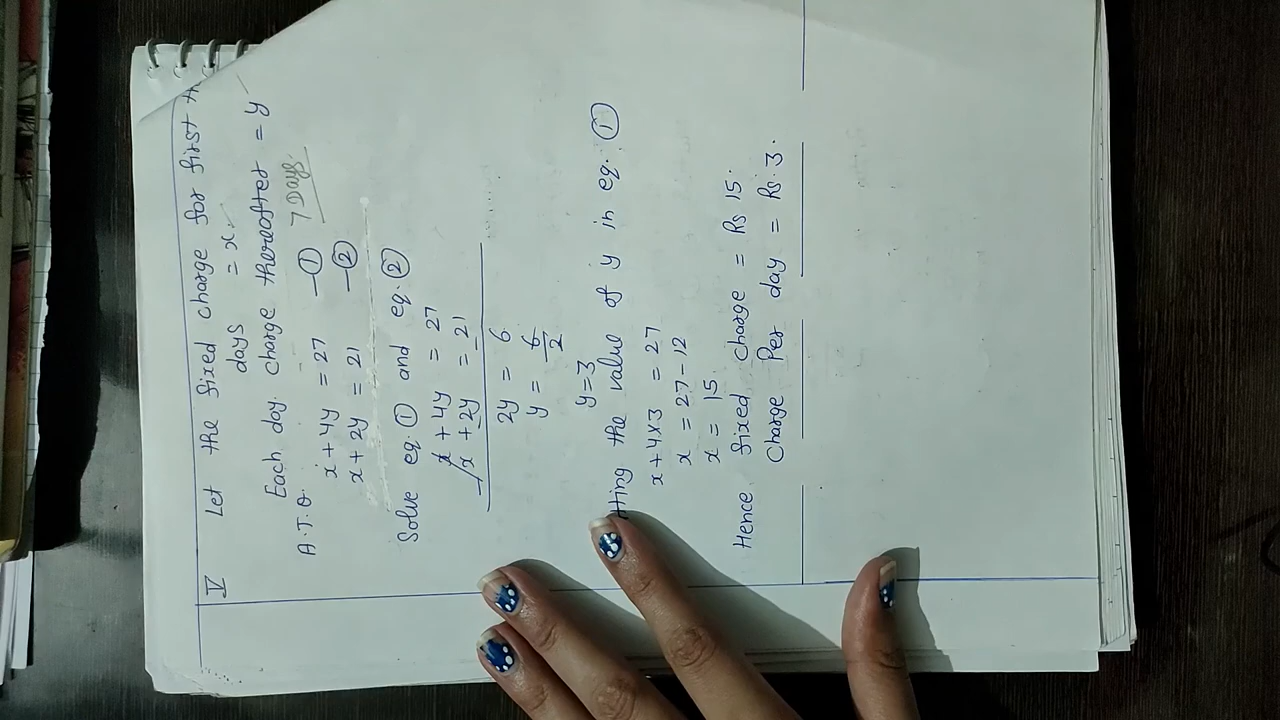 V Let the fixed charge for first
days = x.
Each day charge thereafter = y
A.T.Q. 7 Days.
x + 4y = 27 —①
x + 2y = 21 —②
Solve eq. ① and eq. ②
x + 4y = 27
x + 2y = 21
- - -
2y = 6
y = 6/2
y = 3
the value of y in eq. ①
x + 4 x 3 = 27
x = 27 - 12
x = 15
Hence fixed charge = Rs 15.
Charge Per day = Rs. 3.